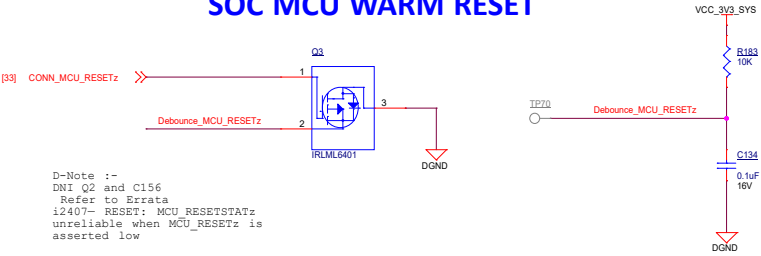 SOC MCU WARM RESET
VCC_3V3_SYS
Q3
R183
10K
[33] CONN_MCU_RESETz
1
3
TP70
Debounce_MCU_RESETz
Debounce_MCU_RESETz
2
IRLML6401
DGND
C134
0.1uF
16V
D-Note :-
DNI Q2 and C156
Refer to Errata
i2407— RESET: MCU_RESETSTATz
unreliable when MCU_RESETz is
asserted low
DGND